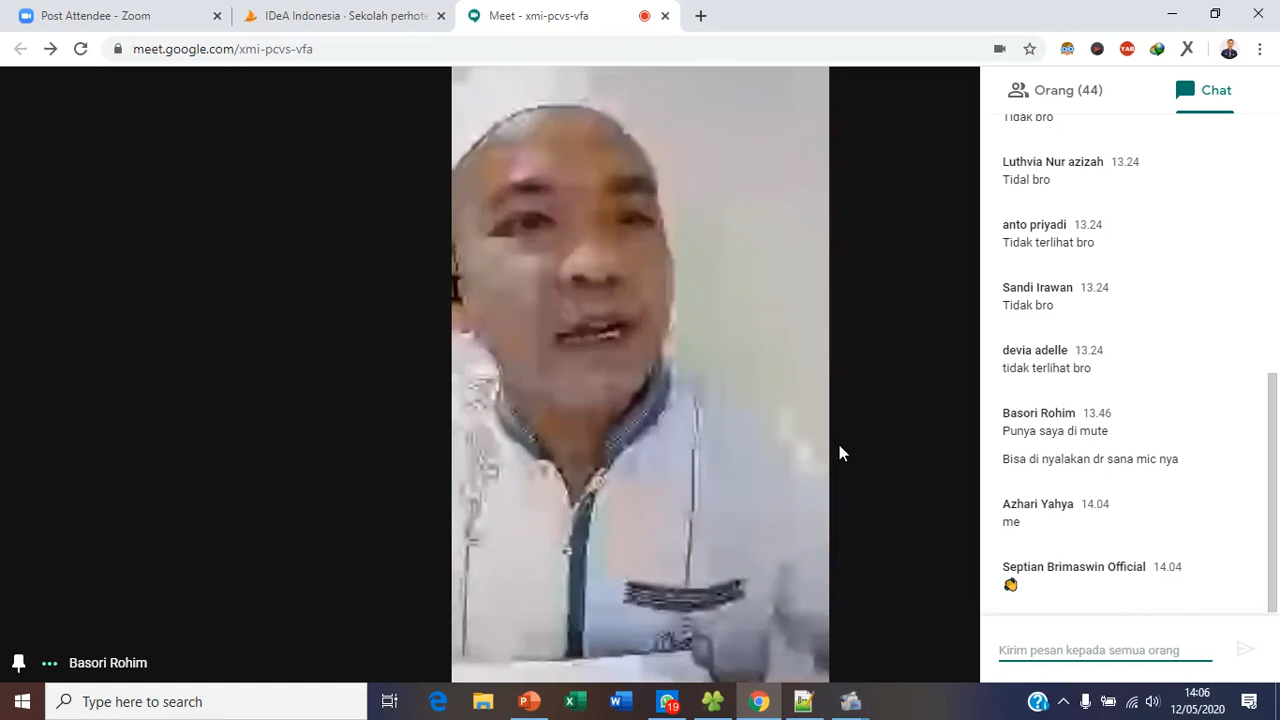 Post Attendee - Zoom
IDeA Indonesia · Sekolah perhote
Meet - xmi-pcvs-vfa
meet.google.com/xmi-pcvs-vfa
YAB
Orang (44)
Chat
Tidak bro
Luthvia Nur azizah 13.24
Tidal bro
anto priyadi 13.24
Tidak terlihat bro
Sandi Irawan 13.24
Tidak bro
devia adelle 13.24
tidak terlihat bro
Basori Rohim 13.46
Punya saya di mute
Bisa di nyalakan dr sana mic nya
Azhari Yahya 14.04
me
Septian Brimaswin Official 14.04
Kirim pesan kepada semua orang
Basori Rohim
Type here to search
19
14:06
12/05/2020